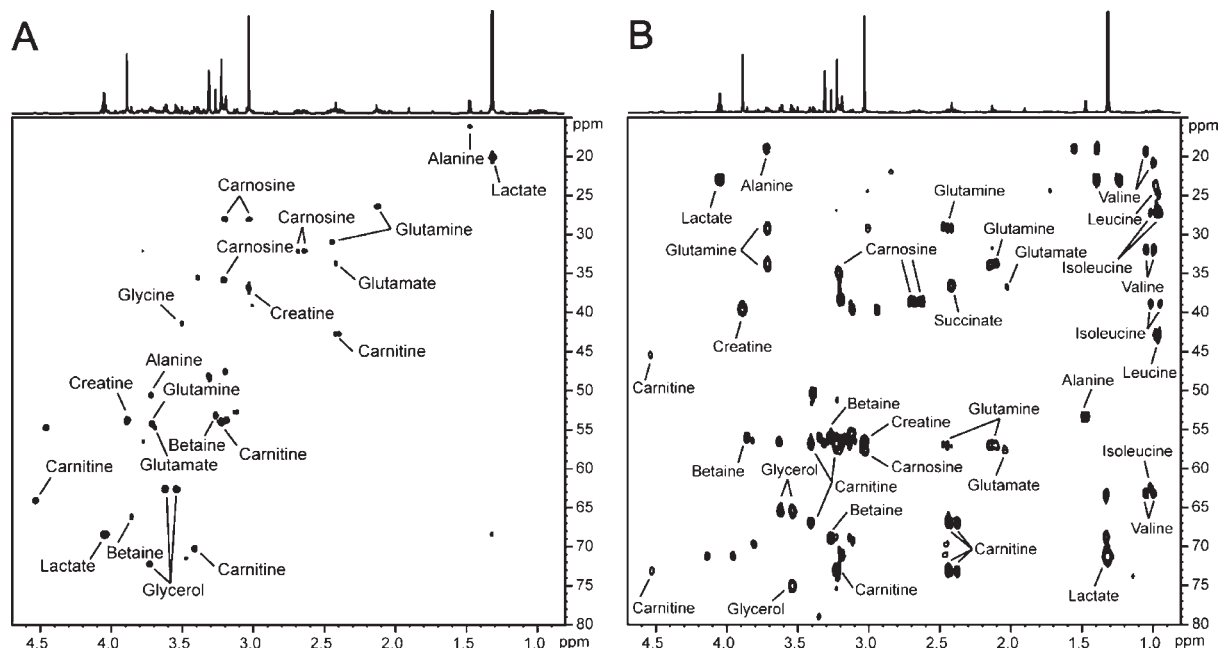 A
B
ppm
20
25
30
35
40
45
50
55
60
65
70
75
80
4.5 4.0 3.5 3.0 2.5 2.0 1.5 1.0 ppm
Alanine
Lactate
Carnosine
Carnosine
Glutamine
Carnosine
Glutamate
Glycine
Creatine
Carnitine
Alanine
Creatine
Glutamine
Betaine
Carnitine
Glutamate
Carnitine
Lactate
Betaine
Carnitine
Glycerol
ppm
20
25
30
35
40
45
50
55
60
65
70
75
80
4.5 4.0 3.5 3.0 2.5 2.0 1.5 1.0 ppm
Alanine
Glutamine
Valine
Lactate
Leucine
Glutamine
Carnosine
Glutamine
Glutamate
Isoleucine
Valine
Succinate
Creatine
Isoleucine
Carnitine
Leucine
Alanine
Betaine
Glutamine
Creatine
Betaine
Glycerol
Carnosine
Isoleucine
Carnitine
Glutamate
Betaine
Valine
Carnitine
Carnitine
Glycerol
Carnitine
Lactate